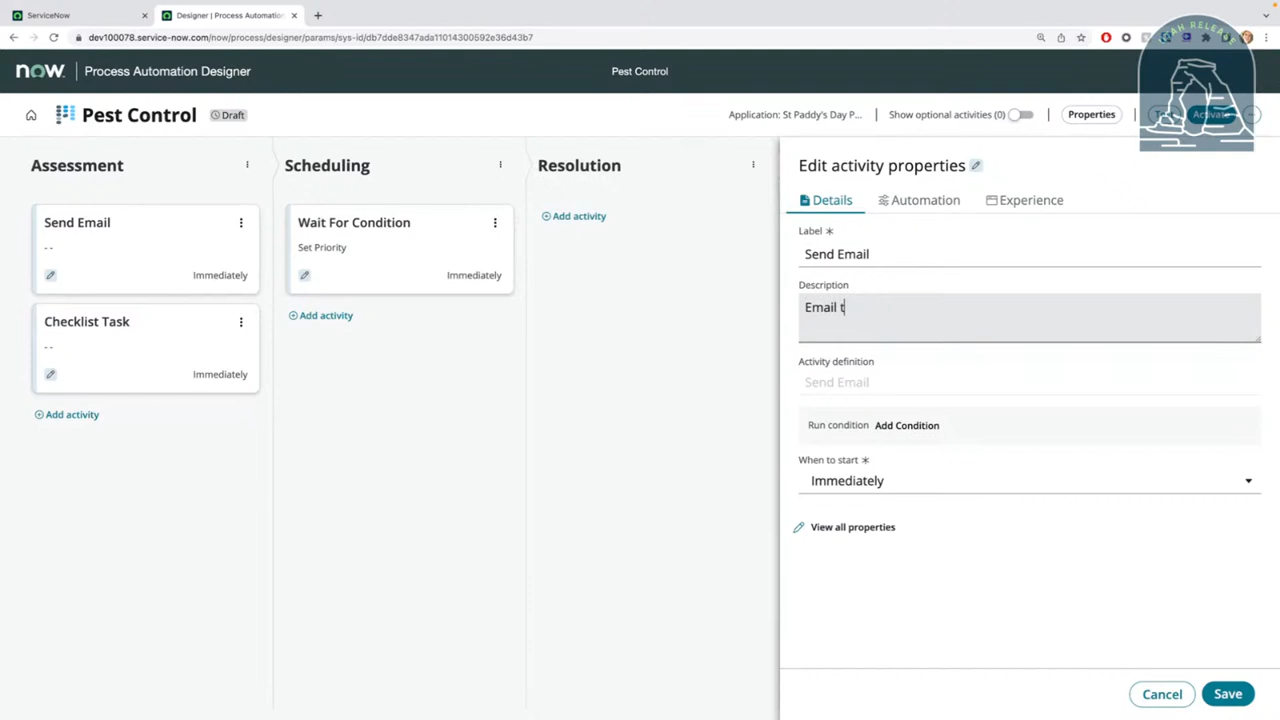 ServiceNow
Designer | Process Automation
dev100078.service-now.com/now/process/designer/params/sys-id/db7dde8347ada11014300592e36d43b7
now. Process Automation Designer
Pest Control
RELEASE
Pest Control
Draft
Application: St Paddy's Day P...
Show optional activities (0)
Properties
Activate
Assessment
Send Email
- -
Immediately
Checklist Task
- -
Immediately
Add activity
Scheduling
Wait For Condition
Set Priority
Immediately
Add activity
Resolution
Add activity
Edit activity properties
Details Automation Experience
Label *
Send Email
Description
Email t
Activity definition
Send Email
Run condition Add Condition
When to start *
Immediately
View all properties
Cancel Save